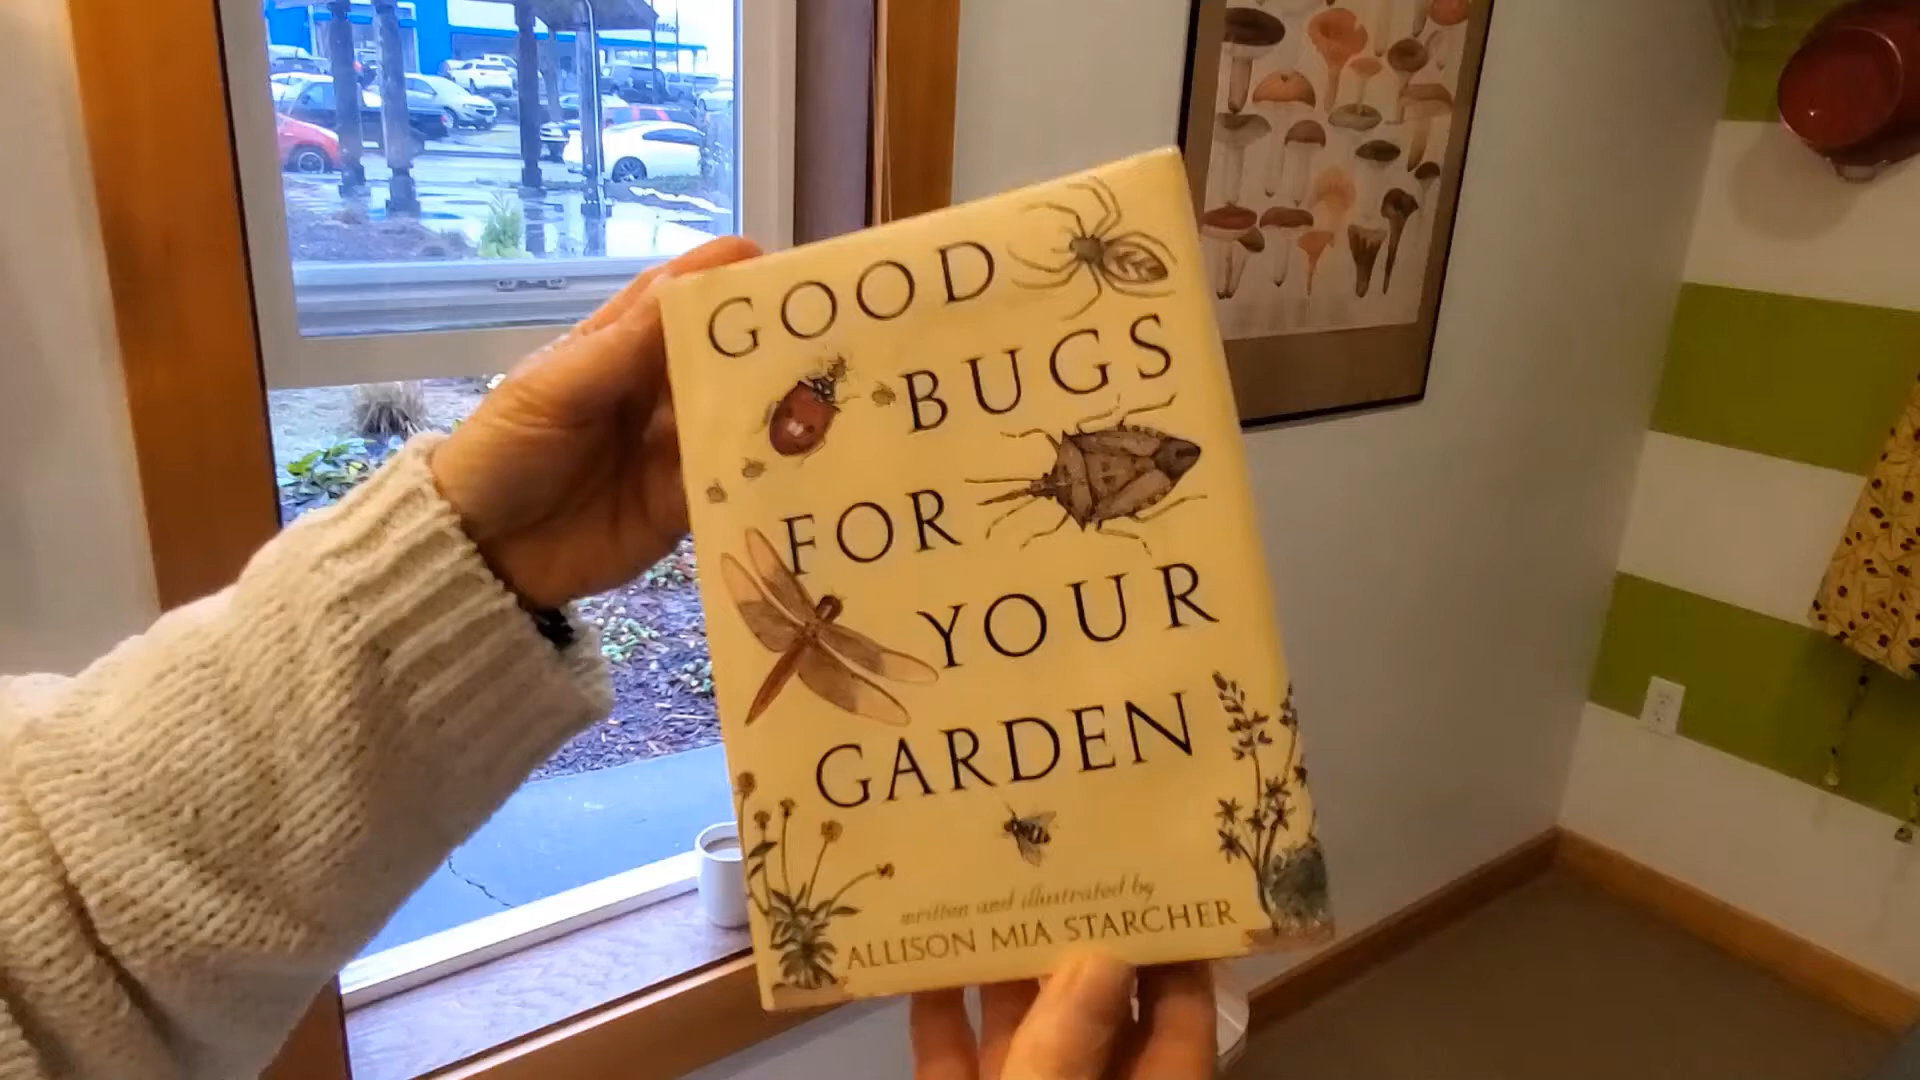 GOOD
BUGS
FOR
YOUR
GARDEN
written and illustrated by
ALLISON MIA STARCHER